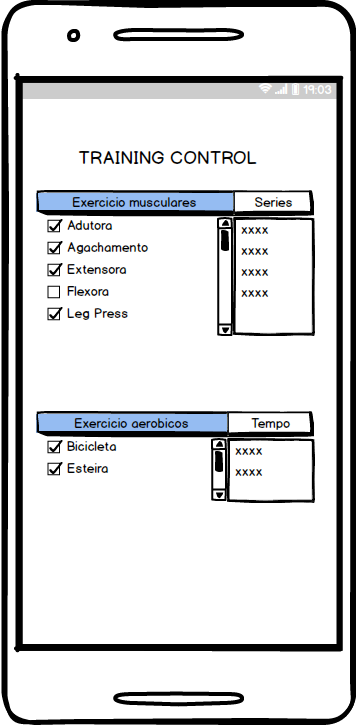 19:03
TRAINING CONTROL
Exercicio musculares Series
Adutora xxxx
Agachamento xxxx
Extensora xxxx
Flexora xxxx
Leg Press
Exercicio aerobicos Tempo
Bicicleta xxxx
Esteira xxxx